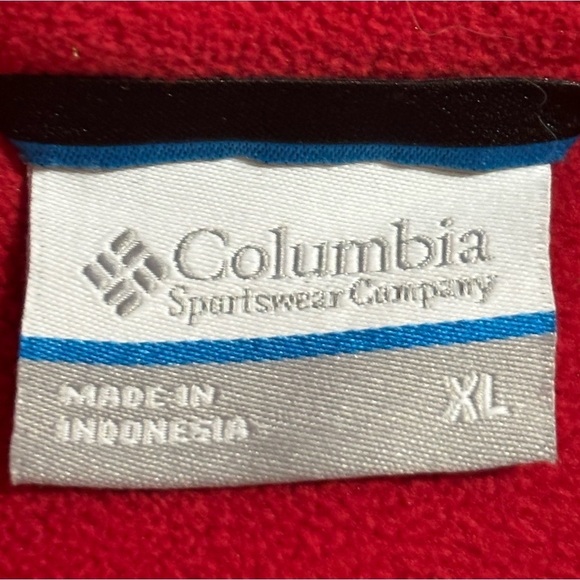 Columbia
Sportswear Company
MADE IN
INDONESIA
XL